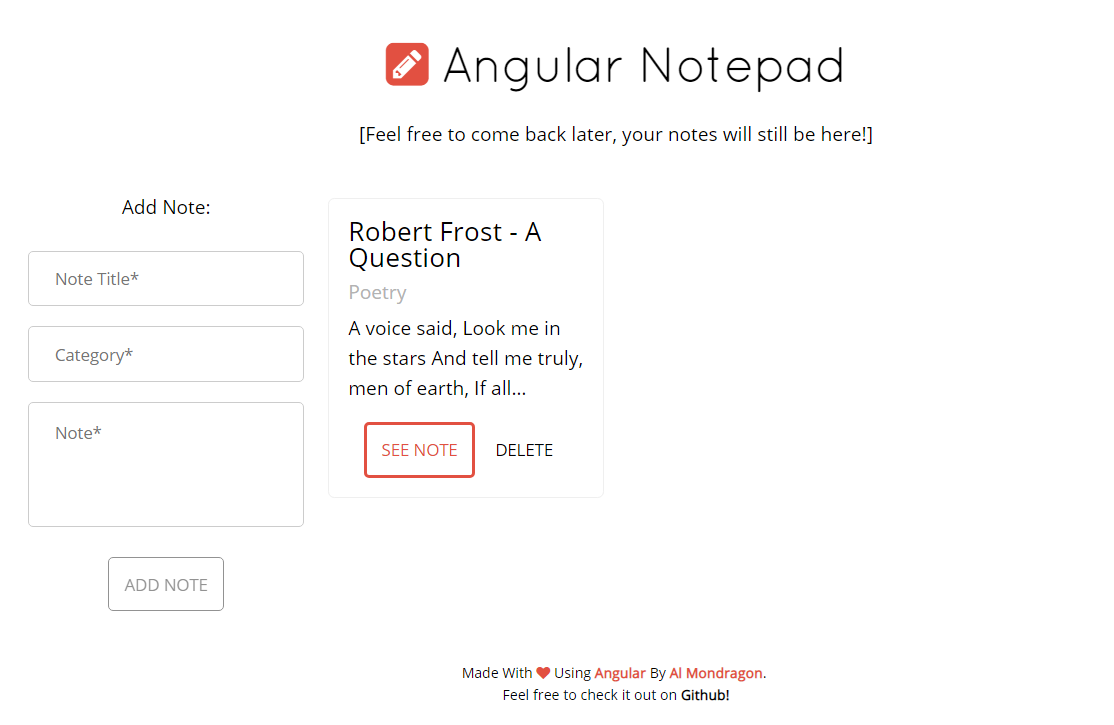 Angular Notepad
[Feel free to come back later, your notes will still be here!]
Add Note:
Note Title*
Category*
Note*
ADD NOTE
Robert Frost - A
Question
Poetry
A voice said, Look me in
the stars And tell me truly,
men of earth, If all...
SEE NOTE DELETE
Made With ❤ Using Angular By Al Mondragon.
Feel free to check it out on Github!